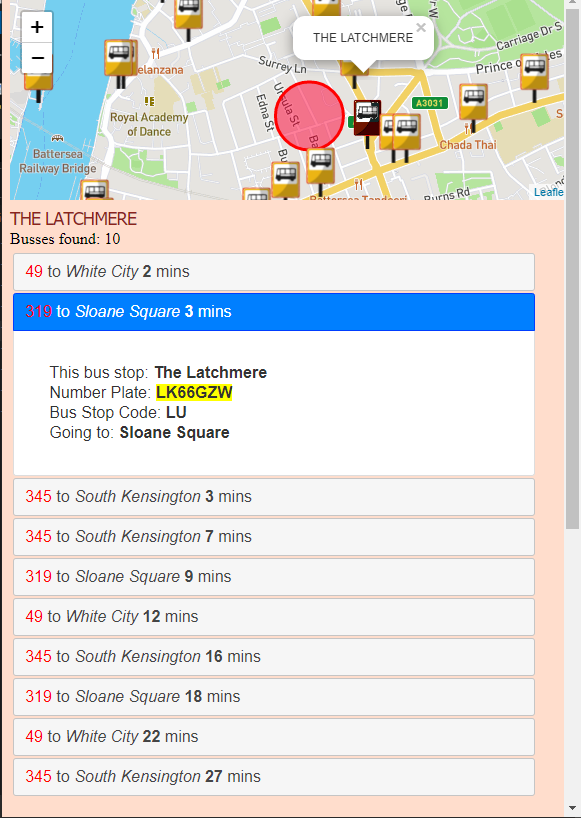 +
−
THE LATCHMERE
×
Carriage Dr S
Surrey Ln
elanzana
Ursula St
Edna St
A3031
Royal Academy
of Dance
Chada Thai
Battersea
Railway Bridge
Burns Rd
Battersea Tandoori
Leafle
THE LATCHMERE
Busses found: 10
49 to White City 2 mins
319 to Sloane Square 3 mins
This bus stop: The Latchmere
Number Plate: LK66GZW
Bus Stop Code: LU
Going to: Sloane Square
345 to South Kensington 3 mins
345 to South Kensington 7 mins
319 to Sloane Square 9 mins
49 to White City 12 mins
345 to South Kensington 16 mins
319 to Sloane Square 18 mins
49 to White City 22 mins
345 to South Kensington 27 mins